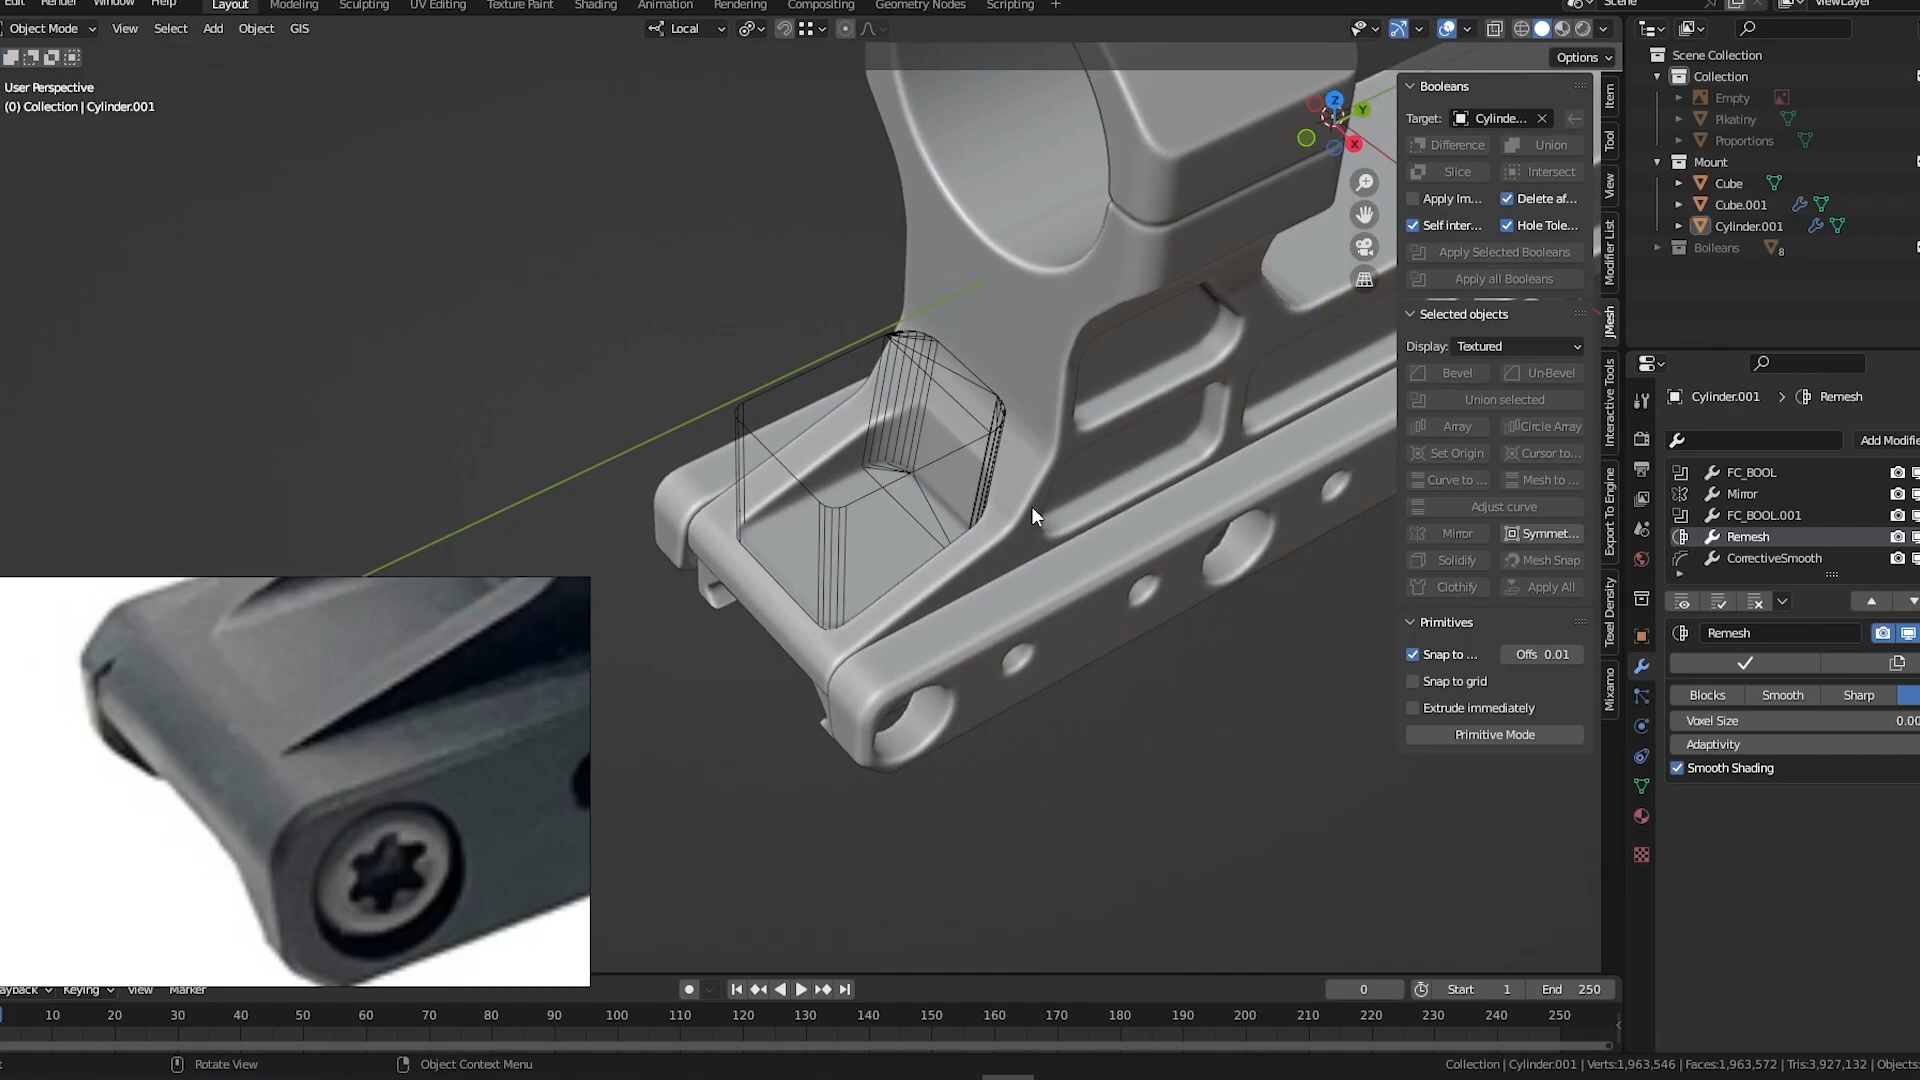 Edit Render Window Help Layout Modeling Sculpting UV Editing Texture Paint Shading Animation Rendering Compositing Geometry Nodes Scripting + Scene ViewLayer
Object Mode View Select Add Object GIS Local
Options
User Perspective
(0) Collection | Cylinder.001
Z
Y
X
Booleans
Target: Cylinde...
Difference Union
Slice Intersect
Apply Im... Delete af...
Self inter... Hole Tole...
Apply Selected Booleans
Apply all Booleans
Selected objects
Display: Textured
Bevel Un-Bevel
Union selected
Array Circle Array
Set Origin Cursor to...
Curve to ... Mesh to ...
Adjust curve
Mirror Symmet...
Solidify Mesh Snap
Clothify Apply All
Primitives
Snap to ... Offs 0.01
Snap to grid
Extrude immediately
Primitive Mode
Item
Tool
View
Modifier List
JMesh
Interactive Tools
Export To Engine
Texel Density
Mixamo
Scene Collection
Collection
Empty
Pikatiny
Proportions
Mount
Cube
Cube.001
Cylinder.001
Bolleans 8
Cylinder.001 > Remesh
Add Modifie
FC_BOOL
Mirror
FC_BOOL.001
Remesh
CorrectiveSmooth
Remesh
Blocks Smooth Sharp
Voxel Size 0.00
Adaptivity
Smooth Shading
ayback Keying View Marker 0 Start 1 End 250
10 20 30 40 50 60 70 80 90 100 110 120 130 140 150 160 170 180 190 200 210 220 230 240 250
t Rotate View Object Context Menu Collection | Cylinder.001 | Verts:1,963,546 | Faces:1,963,572 | Tris:3,927,132 | Objects: